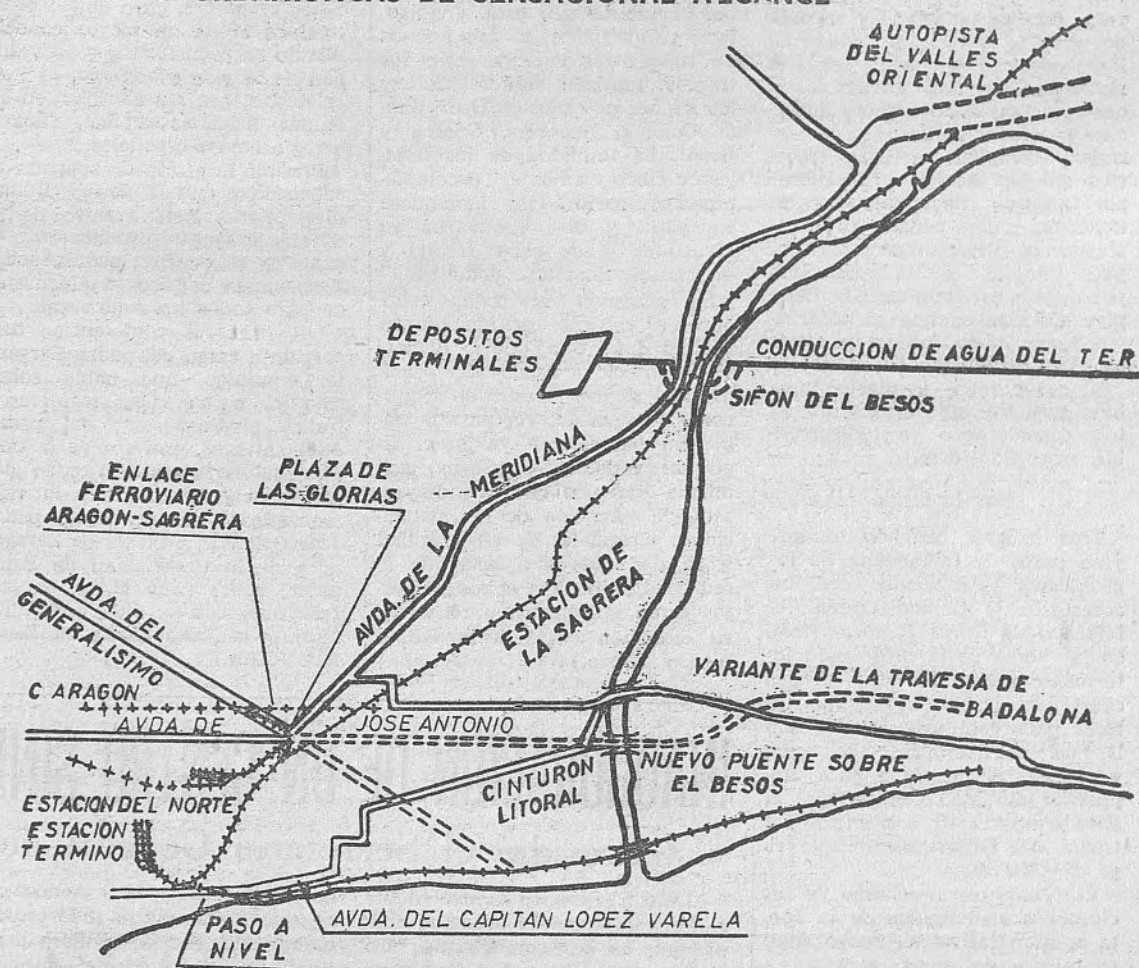 URBANISTICAS DE SENSACIONAL ALCANCE
AUTOPISTA
DEL VALLES
ORIENTAL
DEPOSITOS
TERMINALES
CONDUCCION DE AGUA DEL TER
SIFON DEL BESOS
ENLACE
FERROVIARIO
ARAGON-SAGRERA
PLAZA DE
LAS GLORIAS
AVDA. DE LA MERIDIANA
ESTACION DE
LA SAGRERA
AVDA. DEL
GENERALISIMO
C. ARAGON
AVDA. DE JOSE ANTONIO
VARIANTE DE LA TRAVESIA DE
BADALONA
CINTURON
LITORAL
NUEVO PUENTE SOBRE
EL BESOS
ESTACION DEL NORTE
ESTACION
TERMINO
PASO A
NIVEL
AVDA. DEL CAPITAN LOPEZ VARELA